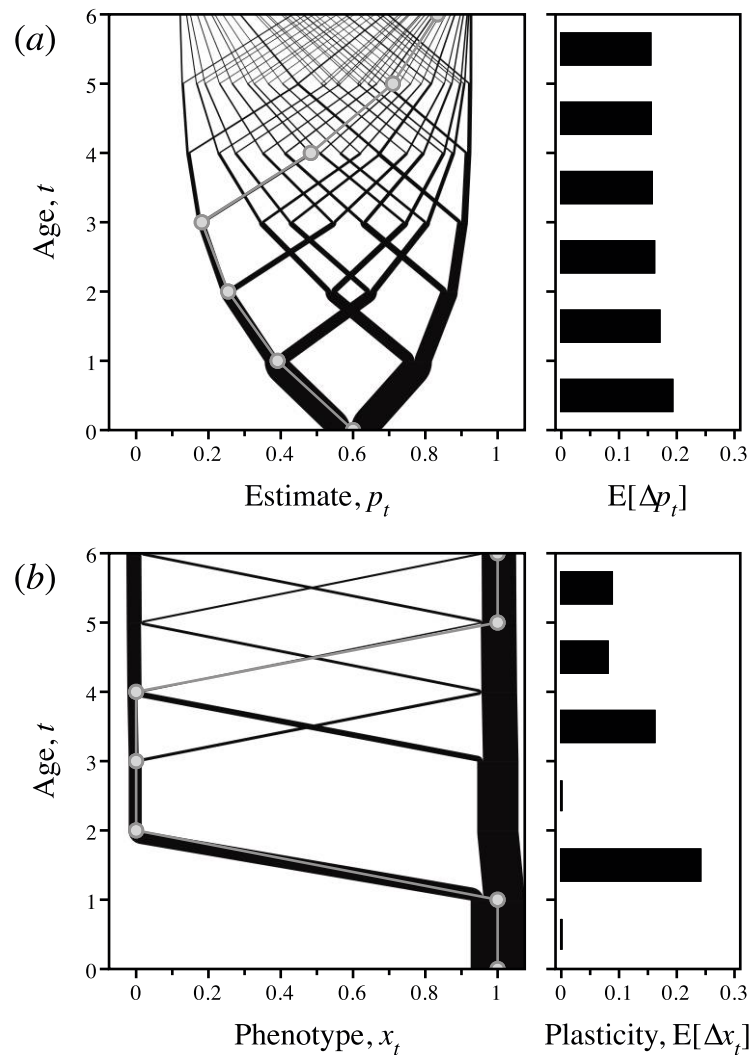 (a)
6
5
4
3
2
1
0
Age, t
0 0.2 0.4 0.6 0.8 1
Estimate, p_t
0 0.1 0.2 0.3
E[Δp_t]
(b)
6
5
4
3
2
1
0
Age, t
0 0.2 0.4 0.6 0.8 1
Phenotype, x_t
0 0.1 0.2 0.3
Plasticity, E[Δx_t]